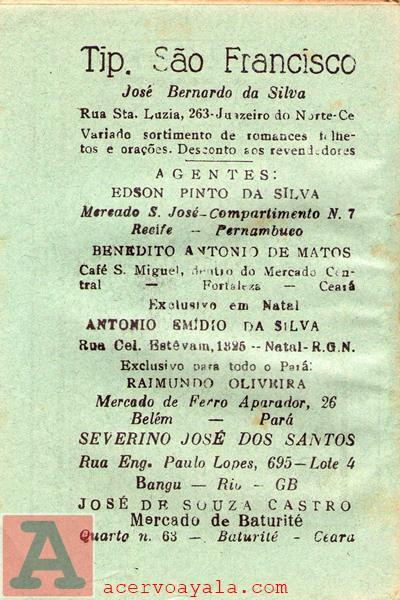 Tip. São Francisco
José Bernardo da Silva
Rua Sta. Luzia, 263-Juazeiro do Norte-Ce
Variado sortimento de romances folhe-
tos e orações. Desconto aos revendedores
AGENTES:
EDSON PINTO DA SILVA
Mercado S. José-Compartimento N. 7
Recife — Pernambuco
BENEDITO ANTONIO DE MATOS
Café S. Miguel, dentro do Mercado Cen-
tral — Fortaleza — Ceará
Exclusivo em Natal
ANTONIO EMÍDIO DA SILVA
Rua Cel. Estêvam, 1325 -- Natal-R.G.N.
Exclusivo para todo o Pará:
RAIMUNDO OLIVEIRA
Mercado de Ferro Aparador, 26
Belém — Pará
SEVERINO JOSÉ DOS SANTOS
Rua Eng. Paulo Lopes, 695—Lote 4
Bangu — Rio — GB
JOSÉ DE SOUZA CASTRO
Mercado de Baturité
Quarto n. 63 — Baturité - Ceara
A
acervoayala.com